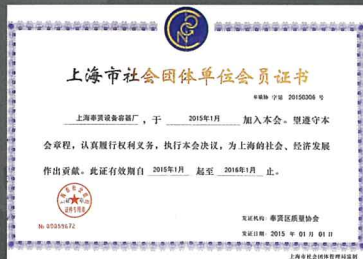 上海市社会团体单位会员证书
字第 20150306 号
上海奉贤设备容器厂，于 2015年1月 加入本会。望遵守本
会章程，认真履行权利义务，执行本会决议，为上海的社会、经济发展
作出贡献。此证有效期自 2015年1月 起至 2016年1月 止。
№ 00059672
发证机构：奉贤区质量协会
发证日期：2015 年 01 月 01 日
上海市社会团体管理局监制